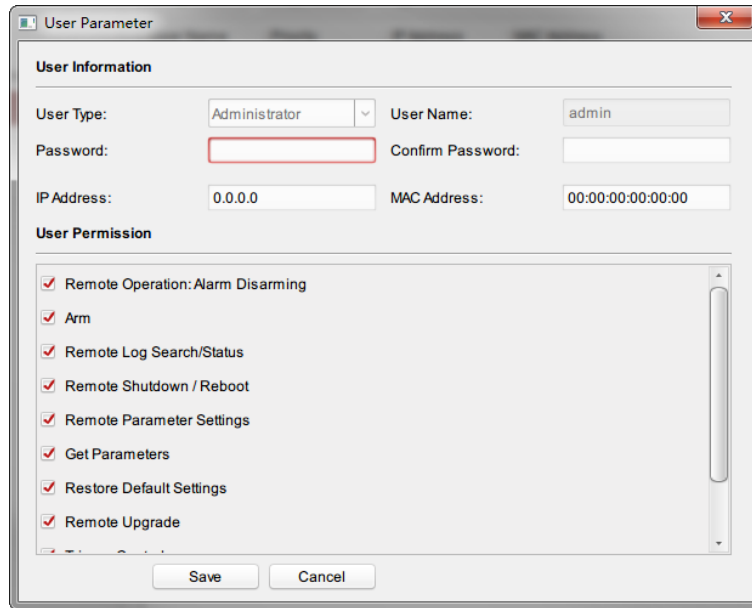 User Parameter
User Information
User Type: Administrator User Name: admin
Password: Confirm Password:
IP Address: 0.0.0.0 MAC Address: 00:00:00:00:00:00
User Permission
Remote Operation: Alarm Disarming
Arm
Remote Log Search/Status
Remote Shutdown / Reboot
Remote Parameter Settings
Get Parameters
Restore Default Settings
Remote Upgrade
Save Cancel